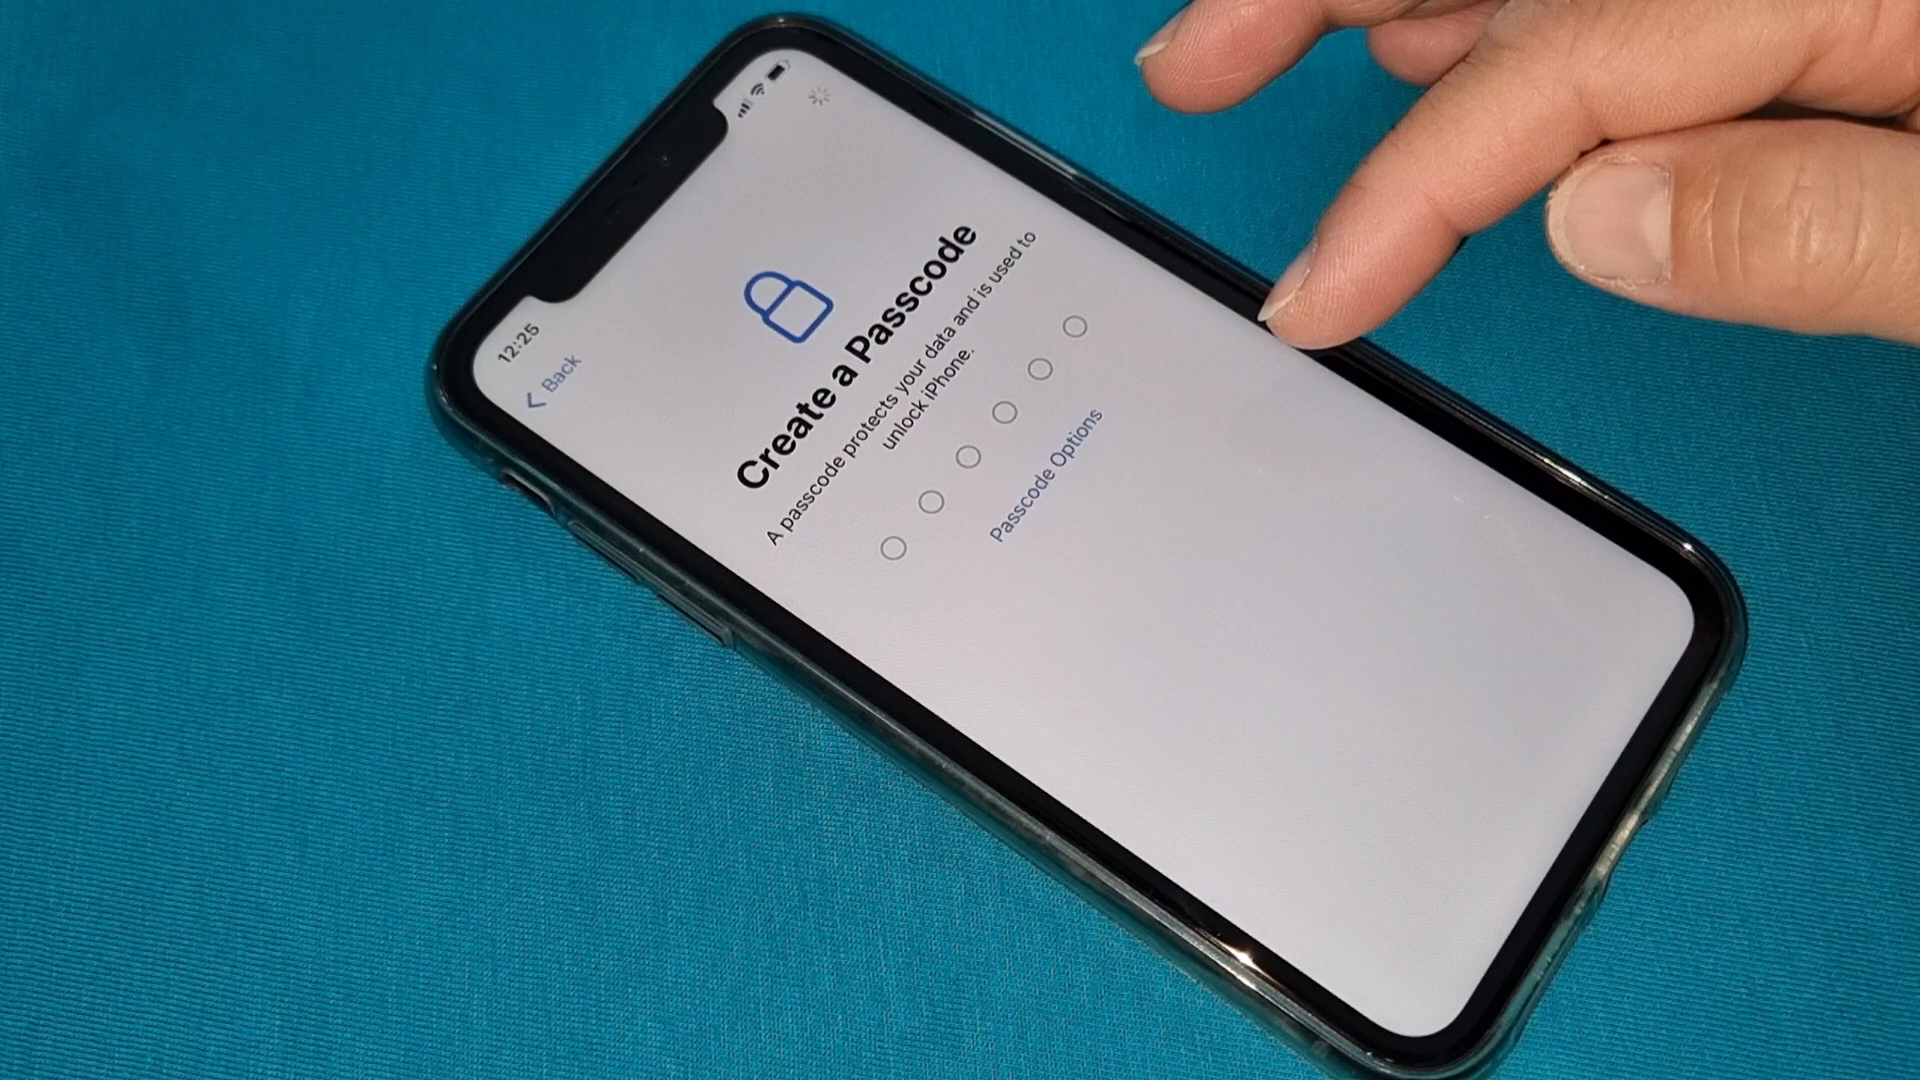 12:25
Back
Create a Passcode
A passcode protects your data and is used to
unlock iPhone.
Passcode Options